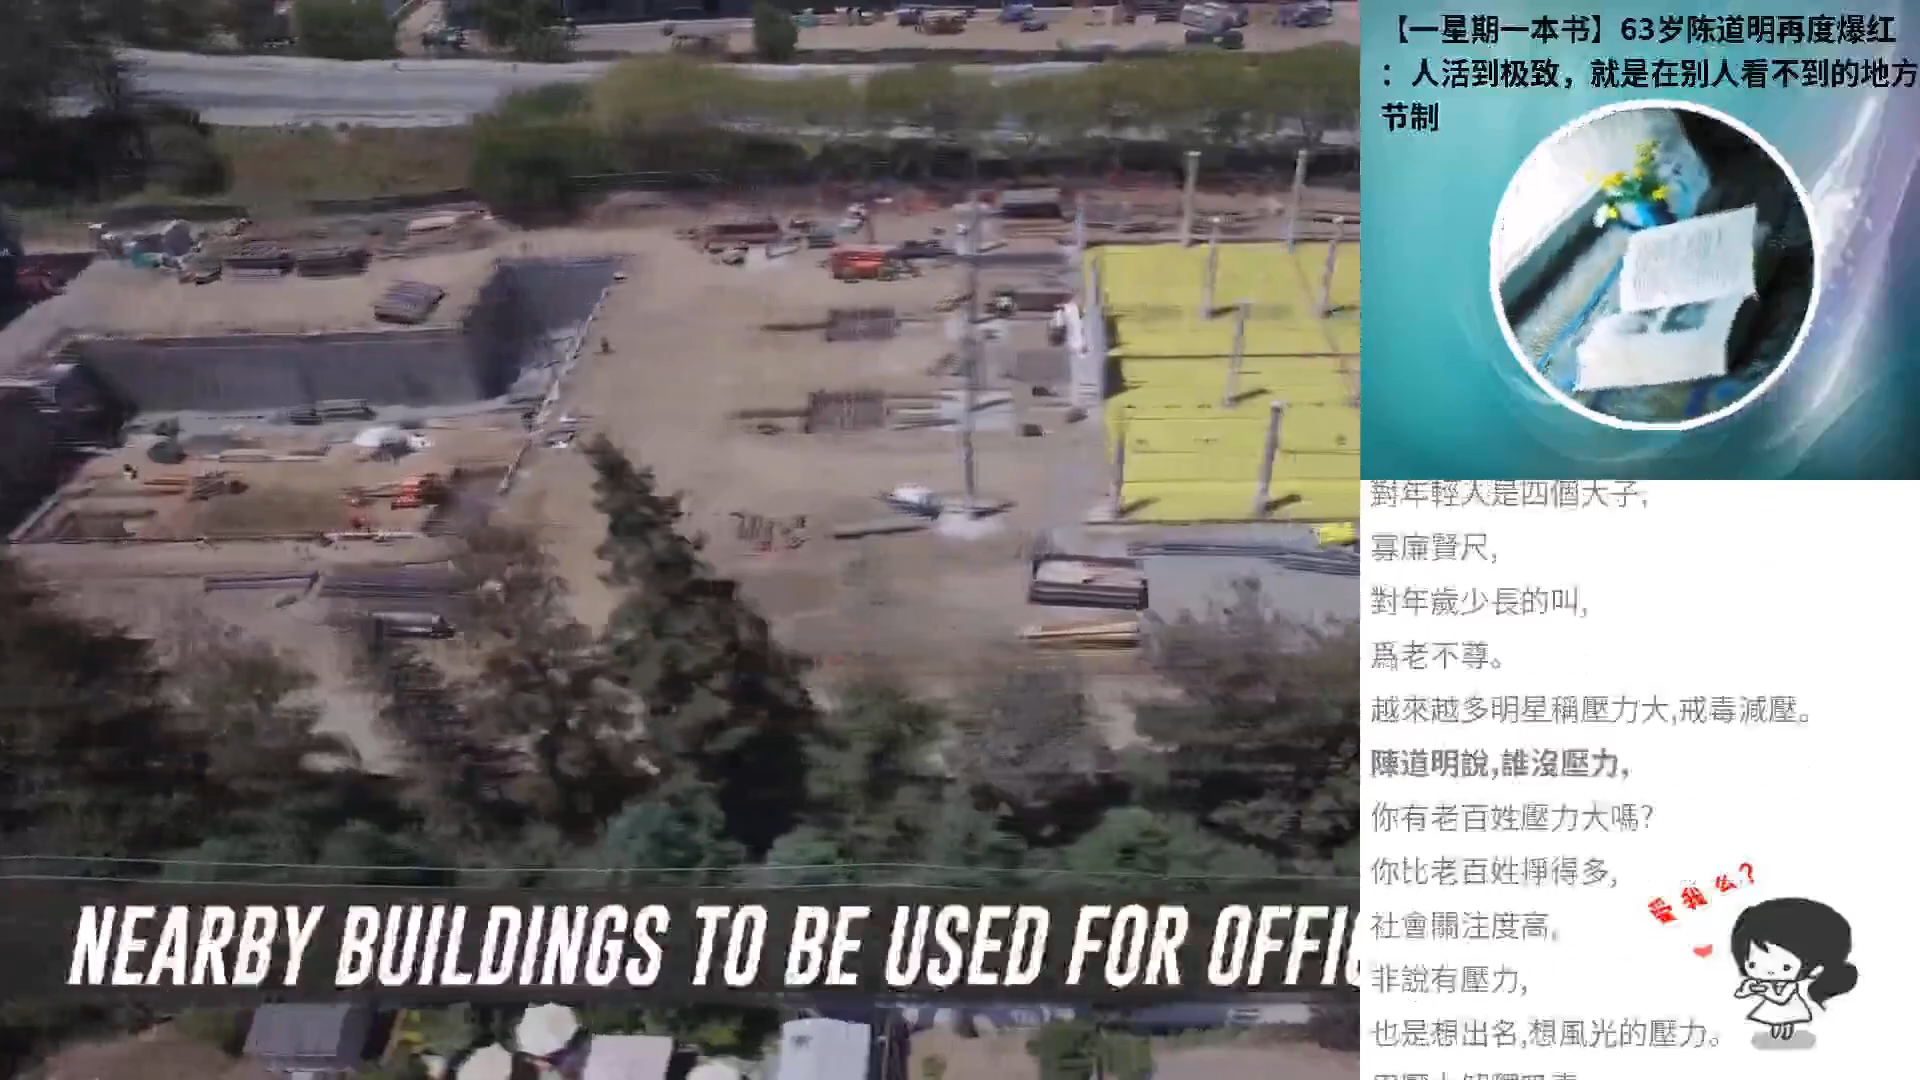 NEARBY BUILDINGS TO BE USED FOR OFFIC
【一星期一本书】63岁陈道明再度爆红
：人活到极致，就是在别人看不到的地方
节制
對年輕人是四個大子,
寡廉賢尺,
對年歲少長的叫,
爲老不尊。
越來越多明星稱壓力大,戒毒減壓。
陳道明說,誰沒壓力,
你有老百姓壓力大嗎?
你比老百姓掙得多,
社會關注度高,
非說有壓力,
也是想出名,想風光的壓力。
愛我么?